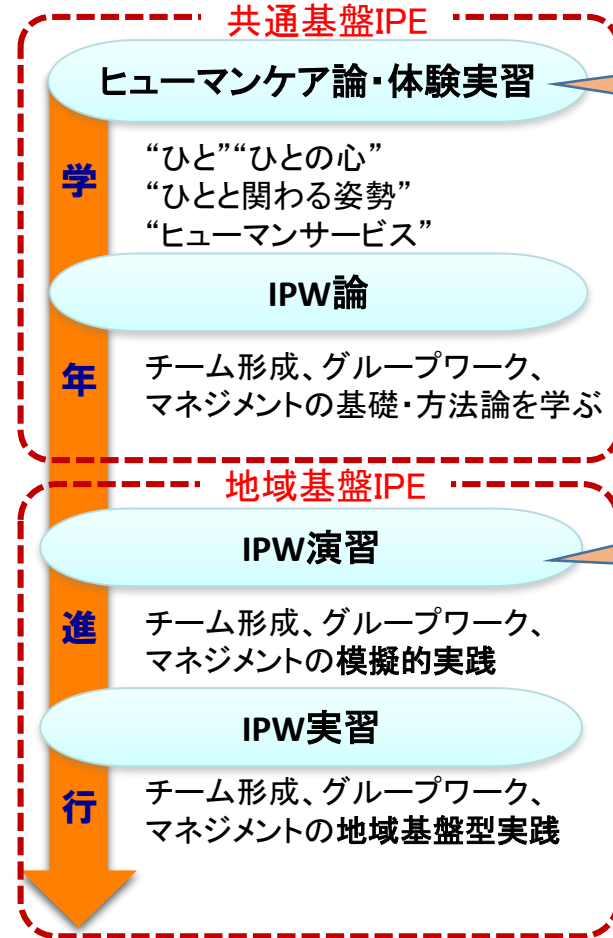 共通基盤IPE
ヒューマンケア論・体験実習
“ひと”“ひとの心”
“ひとと関わる姿勢”
“ヒューマンサービス”
IPW論
チーム形成、グループワーク、
マネジメントの基礎・方法論を学ぶ
地域基盤IPE
IPW演習
チーム形成、グループワーク、
マネジメントの模擬的実践
IPW実習
チーム形成、グループワーク、
マネジメントの地域基盤型実践
学
年
進
行